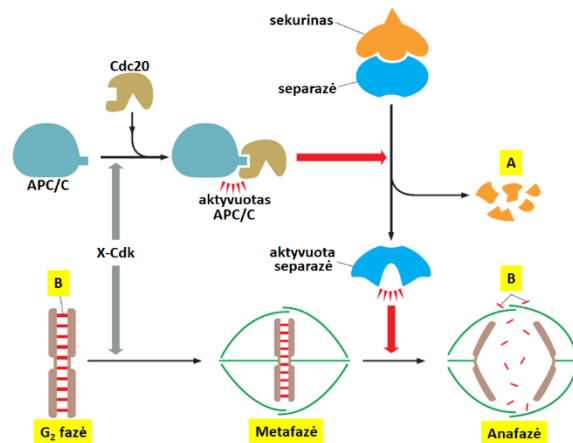 sekurinas
Cdc20
separazė
APC/C
aktyvuotas
APC/C
A
X-Cdk
aktyvuota
separazė
B
B
G₂ fazė
Metafazė
Anafazė